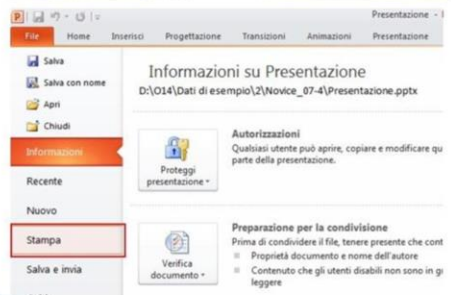 Presentazione -
File Home Inserisci Progettazione Transizioni Animazioni Presentazione
Salva
Salva con nome
Apri
Chiudi
Informazioni
Recente
Nuovo
Stampa
Salva e invia
Informazioni su Presentazione
D:\O14\Dati di esempio\2\Novice_07-4\Presentazione.pptx
Proteggi
presentazione
Autorizzazioni
Qualsiasi utente può aprire, copiare e modificare qu
parte della presentazione.
Verifica
documento
Preparazione per la condivisione
Prima di condividere il file, tenere presente che cont
Proprietà documento e nome dell'autore
Contenuto che gli utenti disabili non sono in gr
leggere